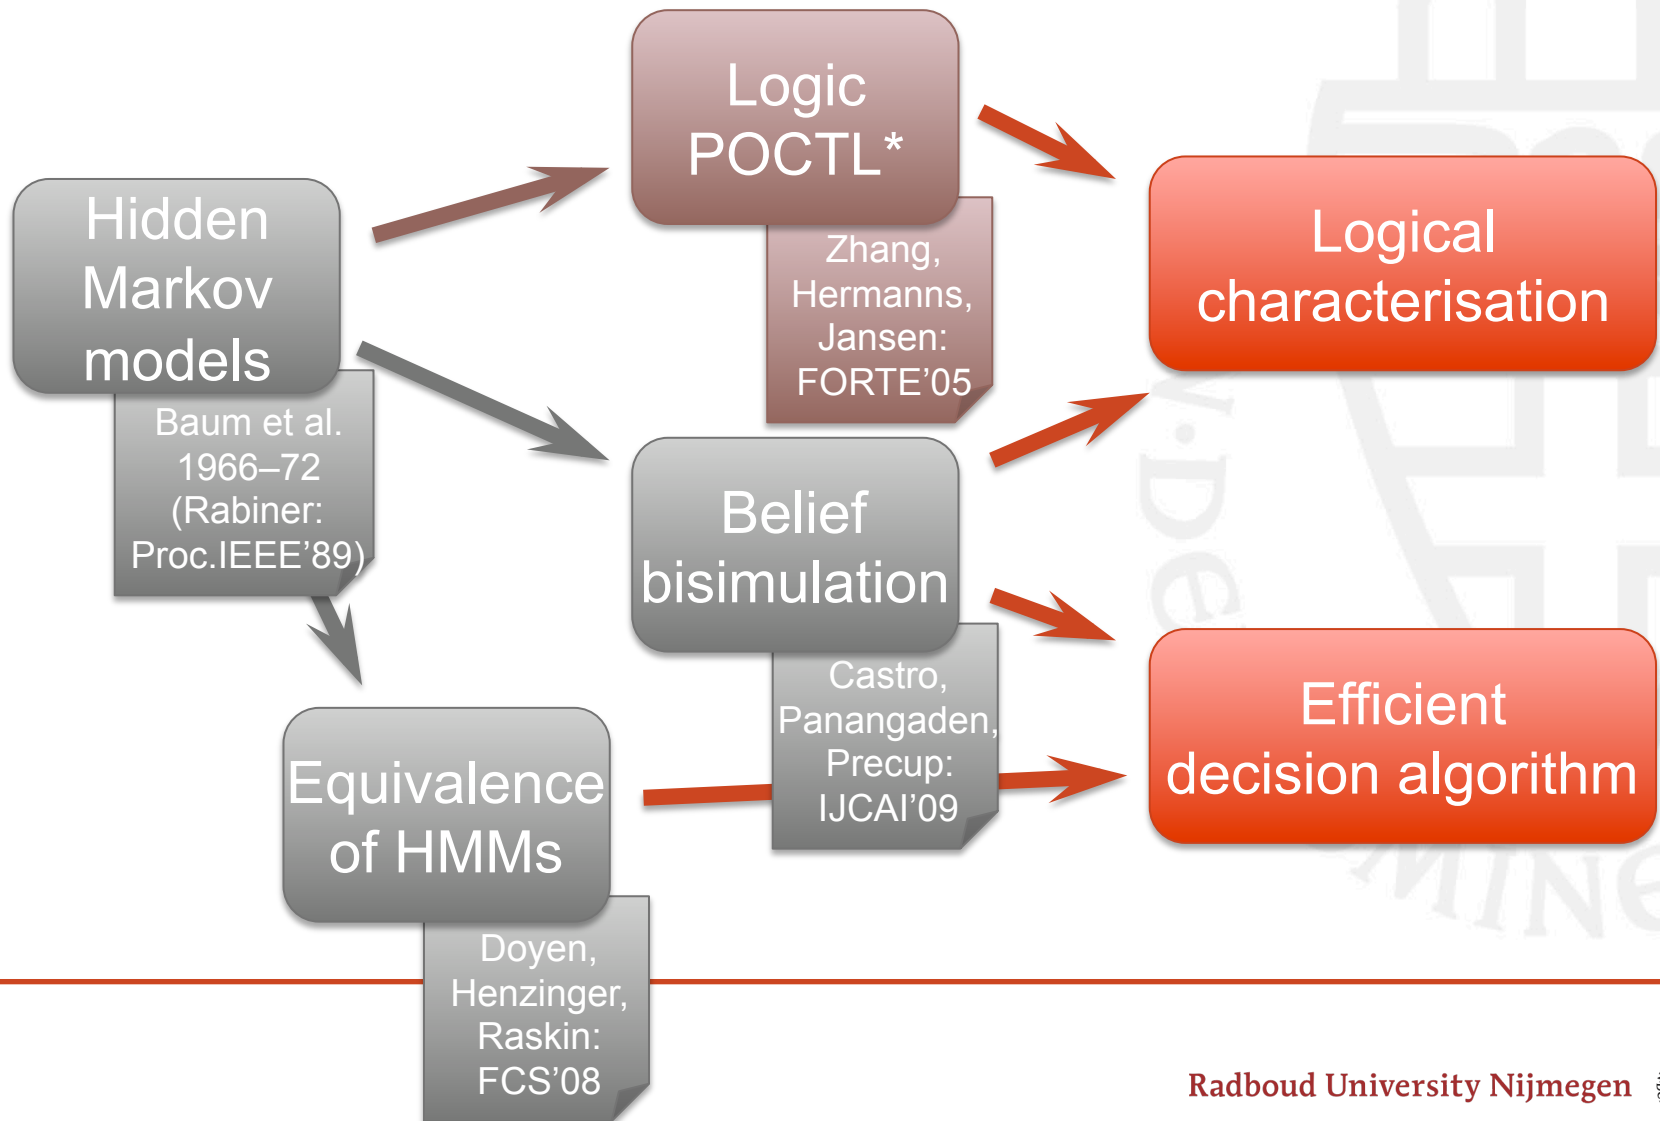 Logic
POCTL*
Zhang,
Hermanns,
Jansen:
FORTE’05
Hidden
Markov
models
Baum et al.
1966–72
(Rabiner:
Proc.IEEE’89)
Logical
characterisation
Belief
bisimulation
Castro,
Panangaden,
Precup:
IJCAI’09
Efficient
decision algorithm
Equivalence
of HMMs
Doyen,
Henzinger,
Raskin:
FCS’08
Radboud University Nijmegen